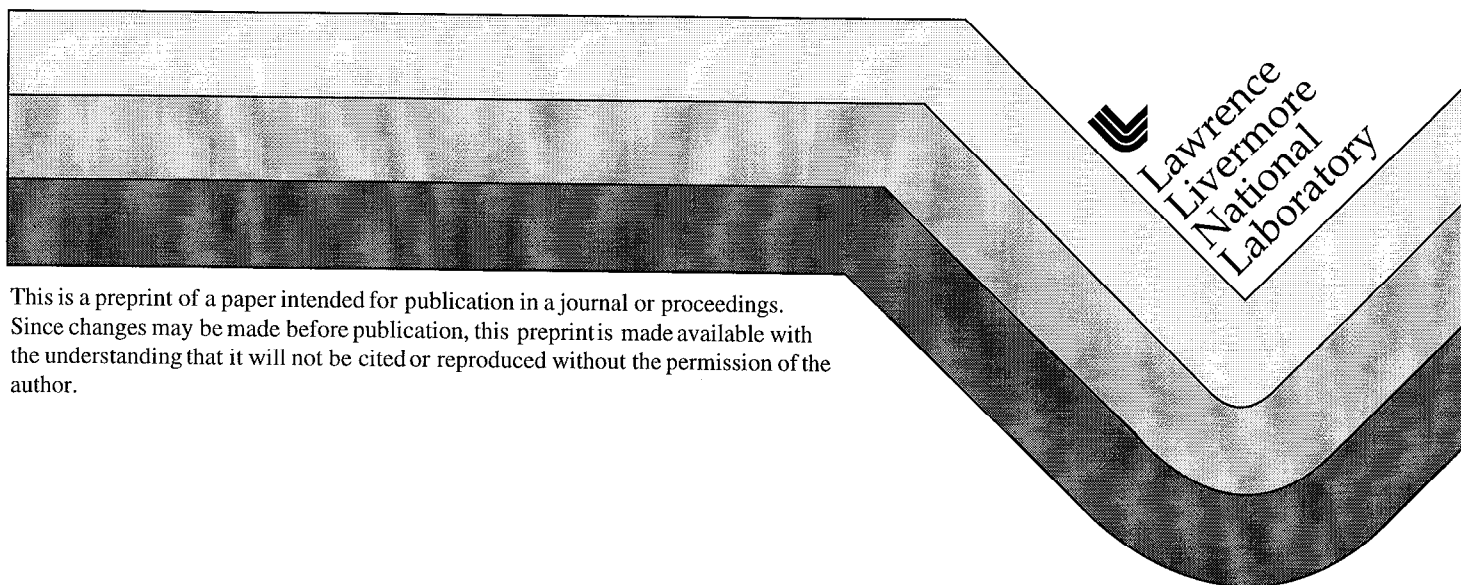 Lawrence
Livermore
National
Laboratory
This is a preprint of a paper intended for publication in a journal or proceedings.
Since changes may be made before publication, this preprint is made available with
the understanding that it will not be cited or reproduced without the permission of the
author.